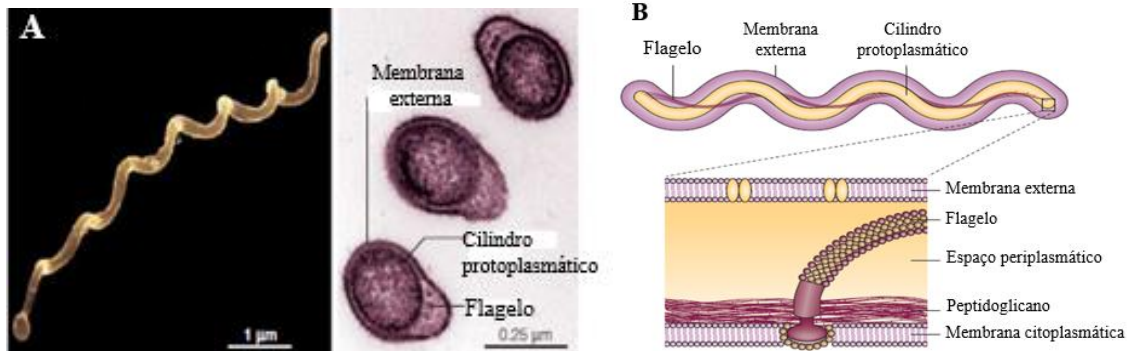 A
Membrana
externa
Cilindro
protoplasmático
Flagelo
1 µm
0.25 µm
B
Flagelo
Membrana
externa
Cilindro
protoplasmático
Membrana externa
Flagelo
Espaço periplasmático
Peptidoglicano
Membrana citoplasmática